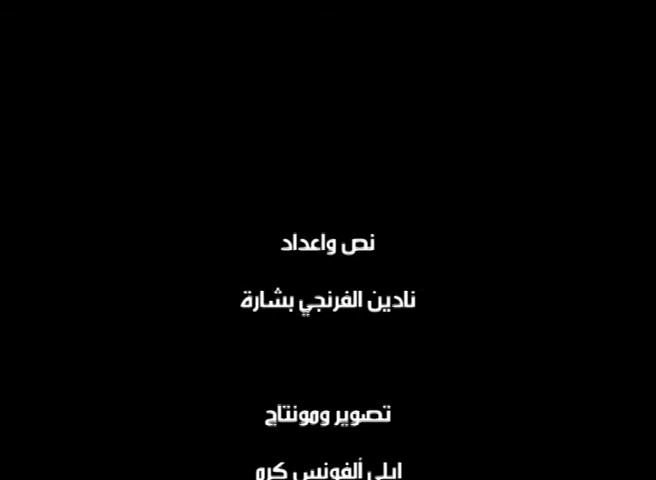 نص واعداد
نادين الفرنجي بشارة
تصوير ومونتاج
ايلي ألفونس كرم